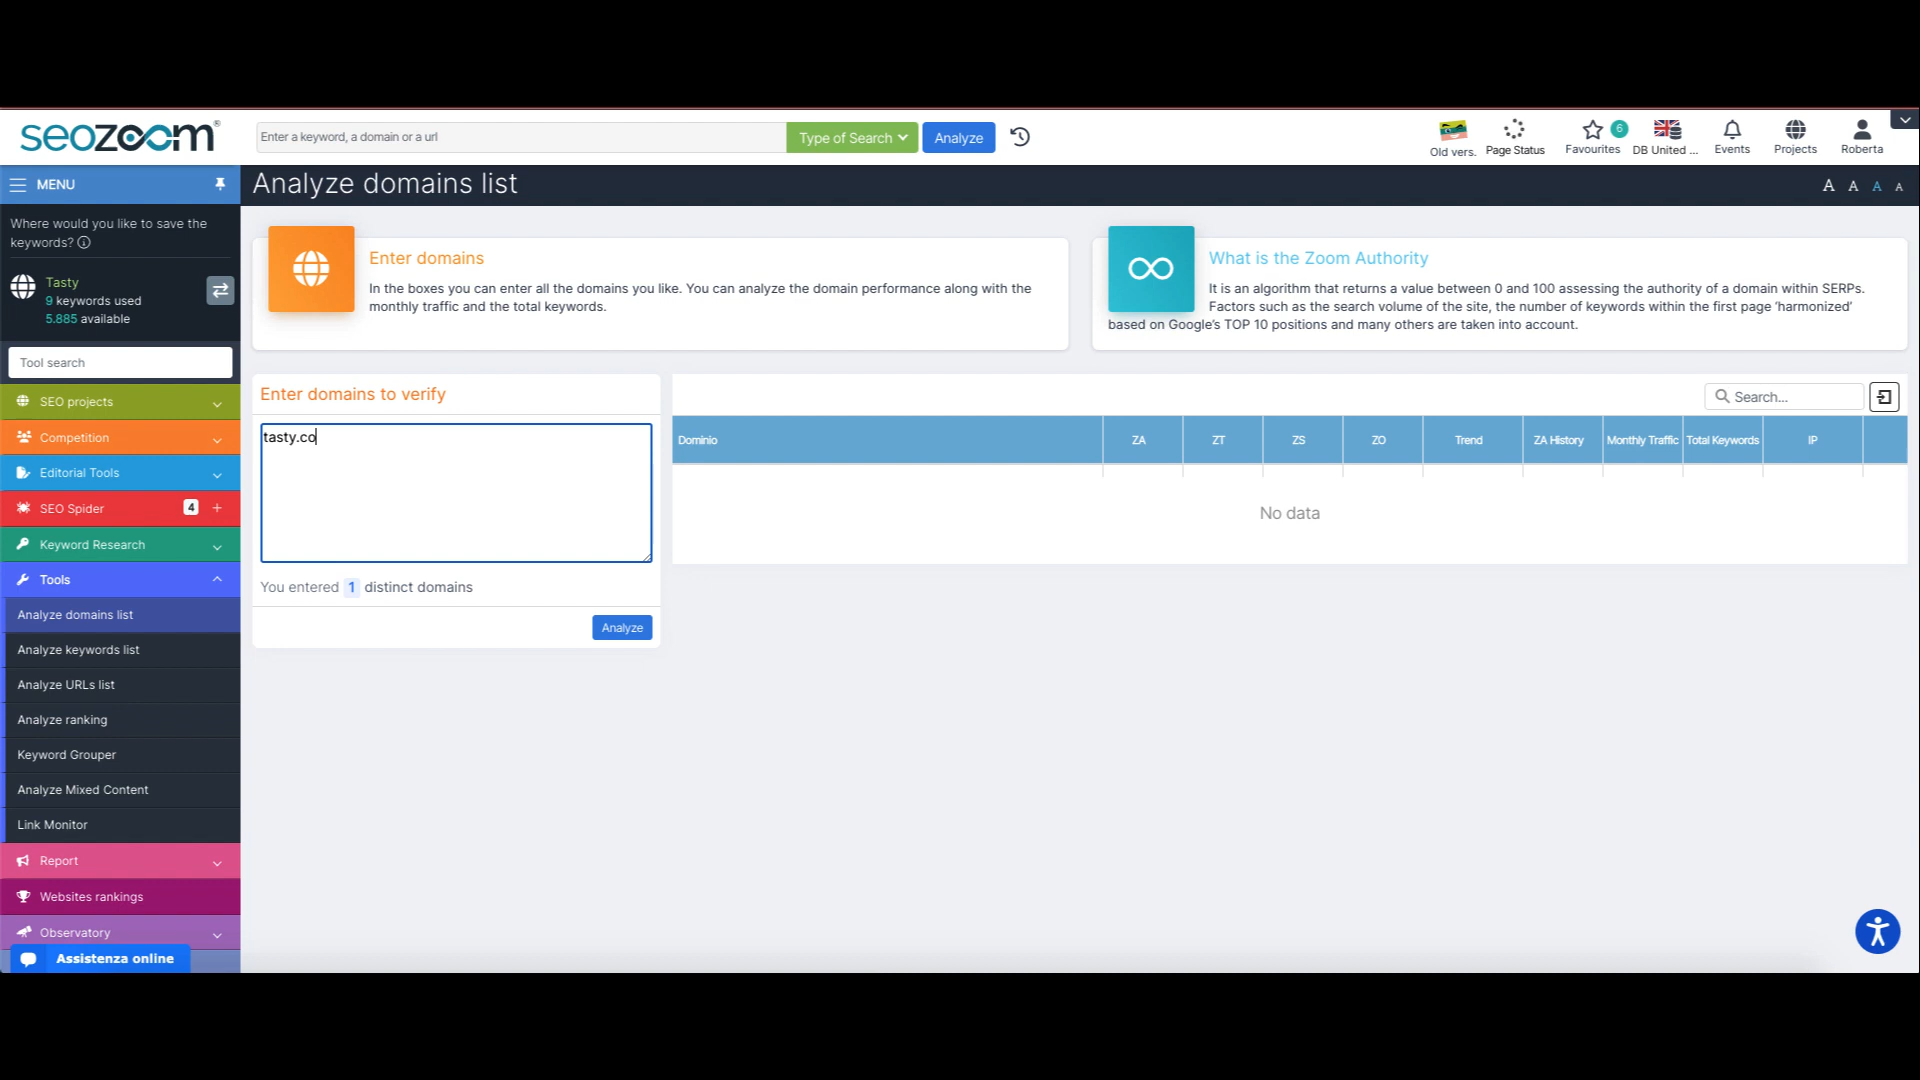 seozoom®
Enter a keyword, a domain or a url
Type of Search
Analyze
Old vers.
Page Status
Favourites
6
DB United ...
Events
Projects
Roberta
MENU
Analyze domains list
A A A A
Where would you like to save the
keywords?
Tasty
9 keywords used
5.885 available
Tool search
SEO projects
Competition
Editorial Tools
SEO Spider 4 +
Keyword Research
Tools
Analyze domains list
Analyze keywords list
Analyze URLs list
Analyze ranking
Keyword Grouper
Analyze Mixed Content
Link Monitor
Report
Websites rankings
Observatory
Assistenza online
Enter domains
In the boxes you can enter all the domains you like. You can analyze the domain performance along with the
monthly traffic and the total keywords.
What is the Zoom Authority
It is an algorithm that returns a value between 0 and 100 assessing the authority of a domain within SERPs.
Factors such as the search volume of the site, the number of keywords within the first page ‘harmonized’
based on Google’s TOP 10 positions and many others are taken into account.
Enter domains to verify
tasty.co
You entered 1 distinct domains
Analyze
Search...
Dominio ZA ZT ZS ZO Trend ZA History Monthly Traffic Total Keywords IP
No data